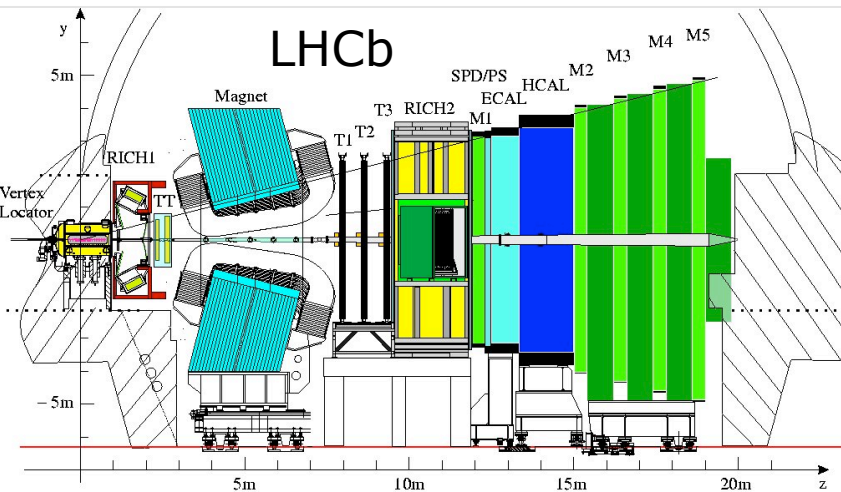 LHCb
y
5m
Magnet
SPD/PS
ECAL
HCAL
M1
M2
M3
M4
M5
T1
T2
T3
RICH2
RICH1
TT
Vertex
Locator
- 5m
5m
10m
15m
20m
z